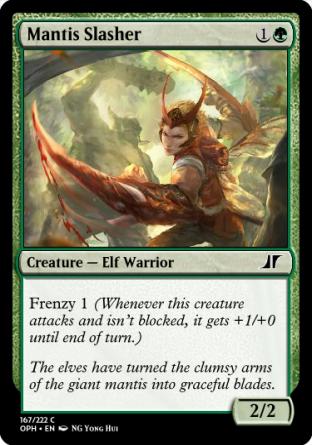 Mantis Slasher 1
Creature — Elf Warrior
Frenzy 1 (Whenever this creature
attacks and isn't blocked, it gets +1/+0
until end of turn.)
The elves have turned the clumsy arms
of the giant mantis into graceful blades.
167/222 C
OPH • EN NG Yong Hui
2/2